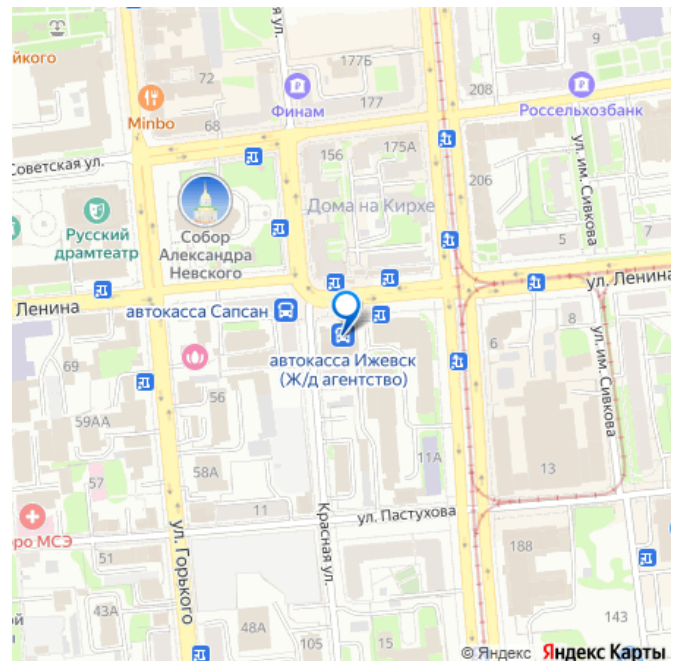 йкого
я ул.
177Б
9
72
Финам
177
208
Россельхозбанк
Minbo
68
Советская ул.
156
175А
ул. им. Сивкова
206
7
Дома на Кирхе
Русский
драмтеатр
Собор
Александра
Невского
5
Ленина
ул. Ленина
автокасса Сапсан
автокасса Ижевск
(Ж/д агентство)
6
8
ул. им. Сивкова
69
56
59АА
58А
11А
13
57
11
Красная ул.
ул. Пастухова
ул. Горького
ро МСЭ
51
188
43А
48А
105
15
143
ой
© Яндекс Яндекс Карты